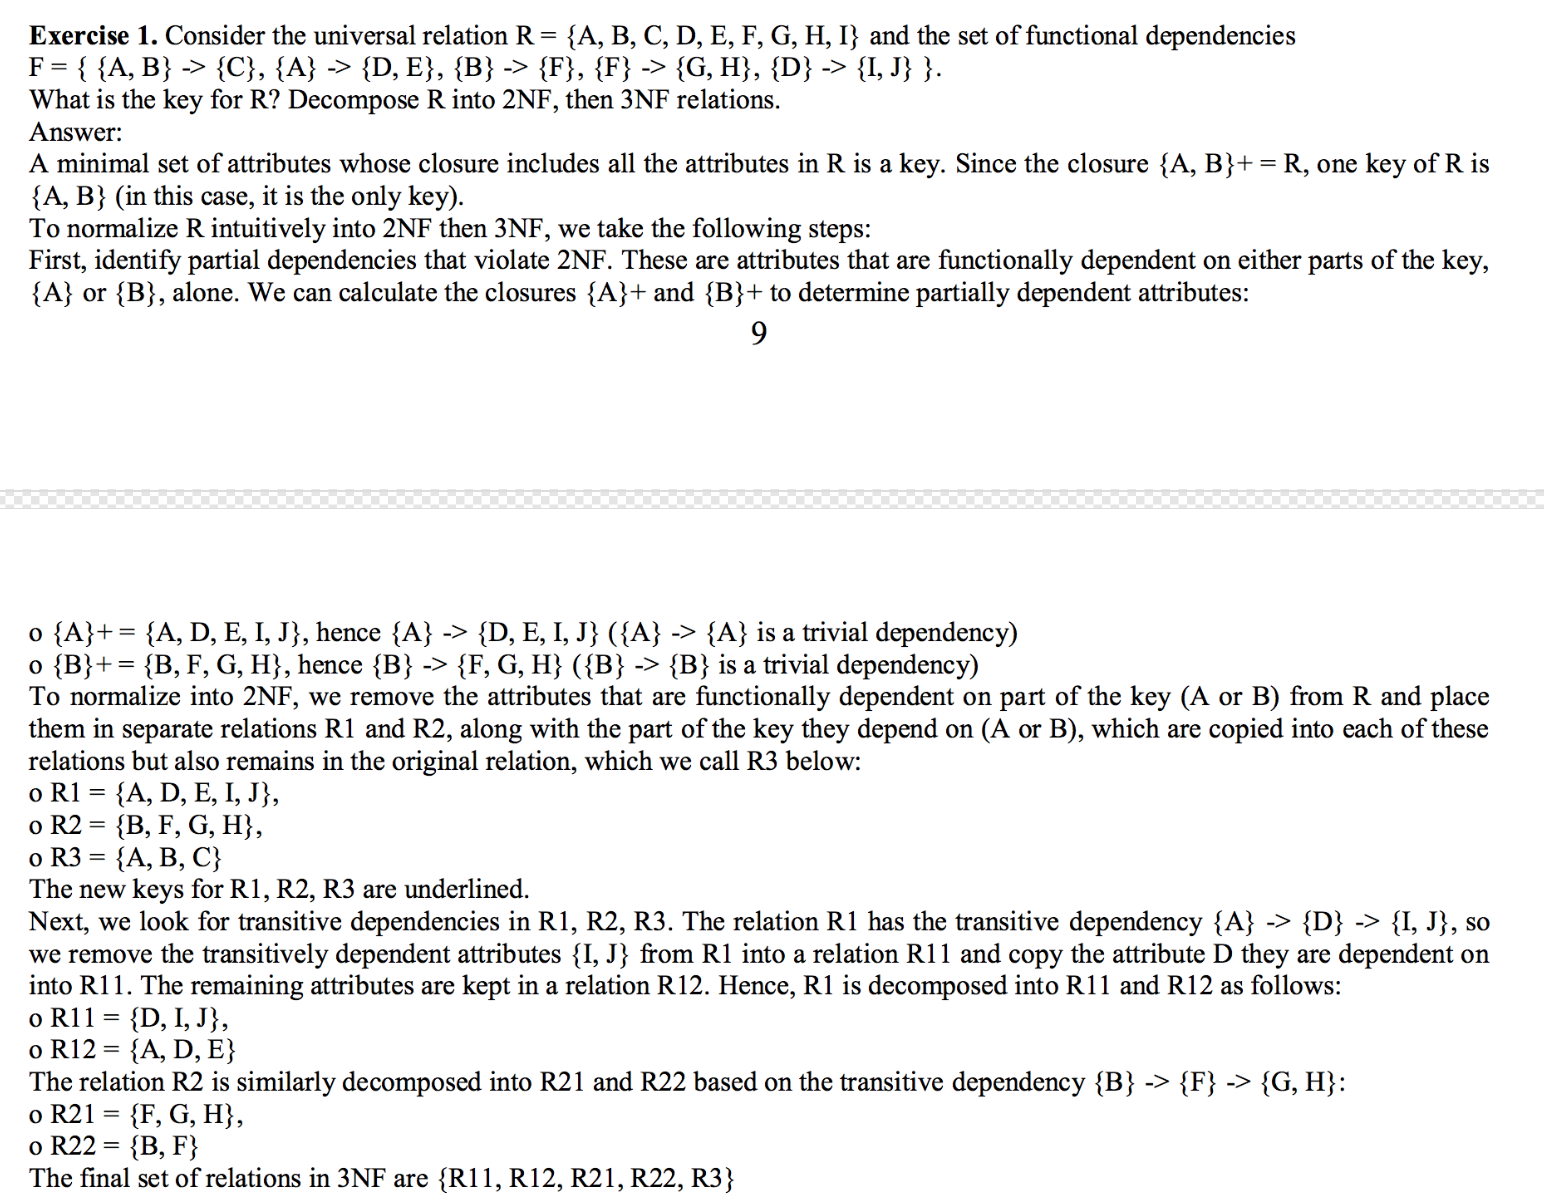 Exercise 1. Consider the universal relation R = {A, B, C, D, E, F, G, H, I} and the set of functional dependencies
F = { {A, B} -> {C}, {A} -> {D, E}, {B} -> {F}, {F} -> {G, H}, {D} -> {I, J} }.
What is the key for R? Decompose R into 2NF, then 3NF relations.
Answer:
A minimal set of attributes whose closure includes all the attributes in R is a key. Since the closure {A, B}+ = R, one key of R is
{A, B} (in this case, it is the only key).
To normalize R intuitively into 2NF then 3NF, we take the following steps:
First, identify partial dependencies that violate 2NF. These are attributes that are functionally dependent on either parts of the key,
{A} or {B}, alone. We can calculate the closures {A}+ and {B}+ to determine partially dependent attributes:
9
o {A}+ = {A, D, E, I, J}, hence {A} -> {D, E, I, J} ({A} -> {A} is a trivial dependency)
o {B}+ = {B, F, G, H}, hence {B} -> {F, G, H} ({B} -> {B} is a trivial dependency)
To normalize into 2NF, we remove the attributes that are functionally dependent on part of the key (A or B) from R and place
them in separate relations R1 and R2, along with the part of the key they depend on (A or B), which are copied into each of these
relations but also remains in the original relation, which we call R3 below:
o R1 = {A, D, E, I, J},
o R2 = {B, F, G, H},
o R3 = {A, B, C}
The new keys for R1, R2, R3 are underlined.
Next, we look for transitive dependencies in R1, R2, R3. The relation R1 has the transitive dependency {A} -> {D} -> {I, J}, so
we remove the transitively dependent attributes {I, J} from R1 into a relation R11 and copy the attribute D they are dependent on
into R11. The remaining attributes are kept in a relation R12. Hence, R1 is decomposed into R11 and R12 as follows:
o R11 = {D, I, J},
o R12 = {A, D, E}
The relation R2 is similarly decomposed into R21 and R22 based on the transitive dependency {B} -> {F} -> {G, H}:
o R21 = {F, G, H},
o R22 = {B, F}
The final set of relations in 3NF are {R11, R12, R21, R22, R3}